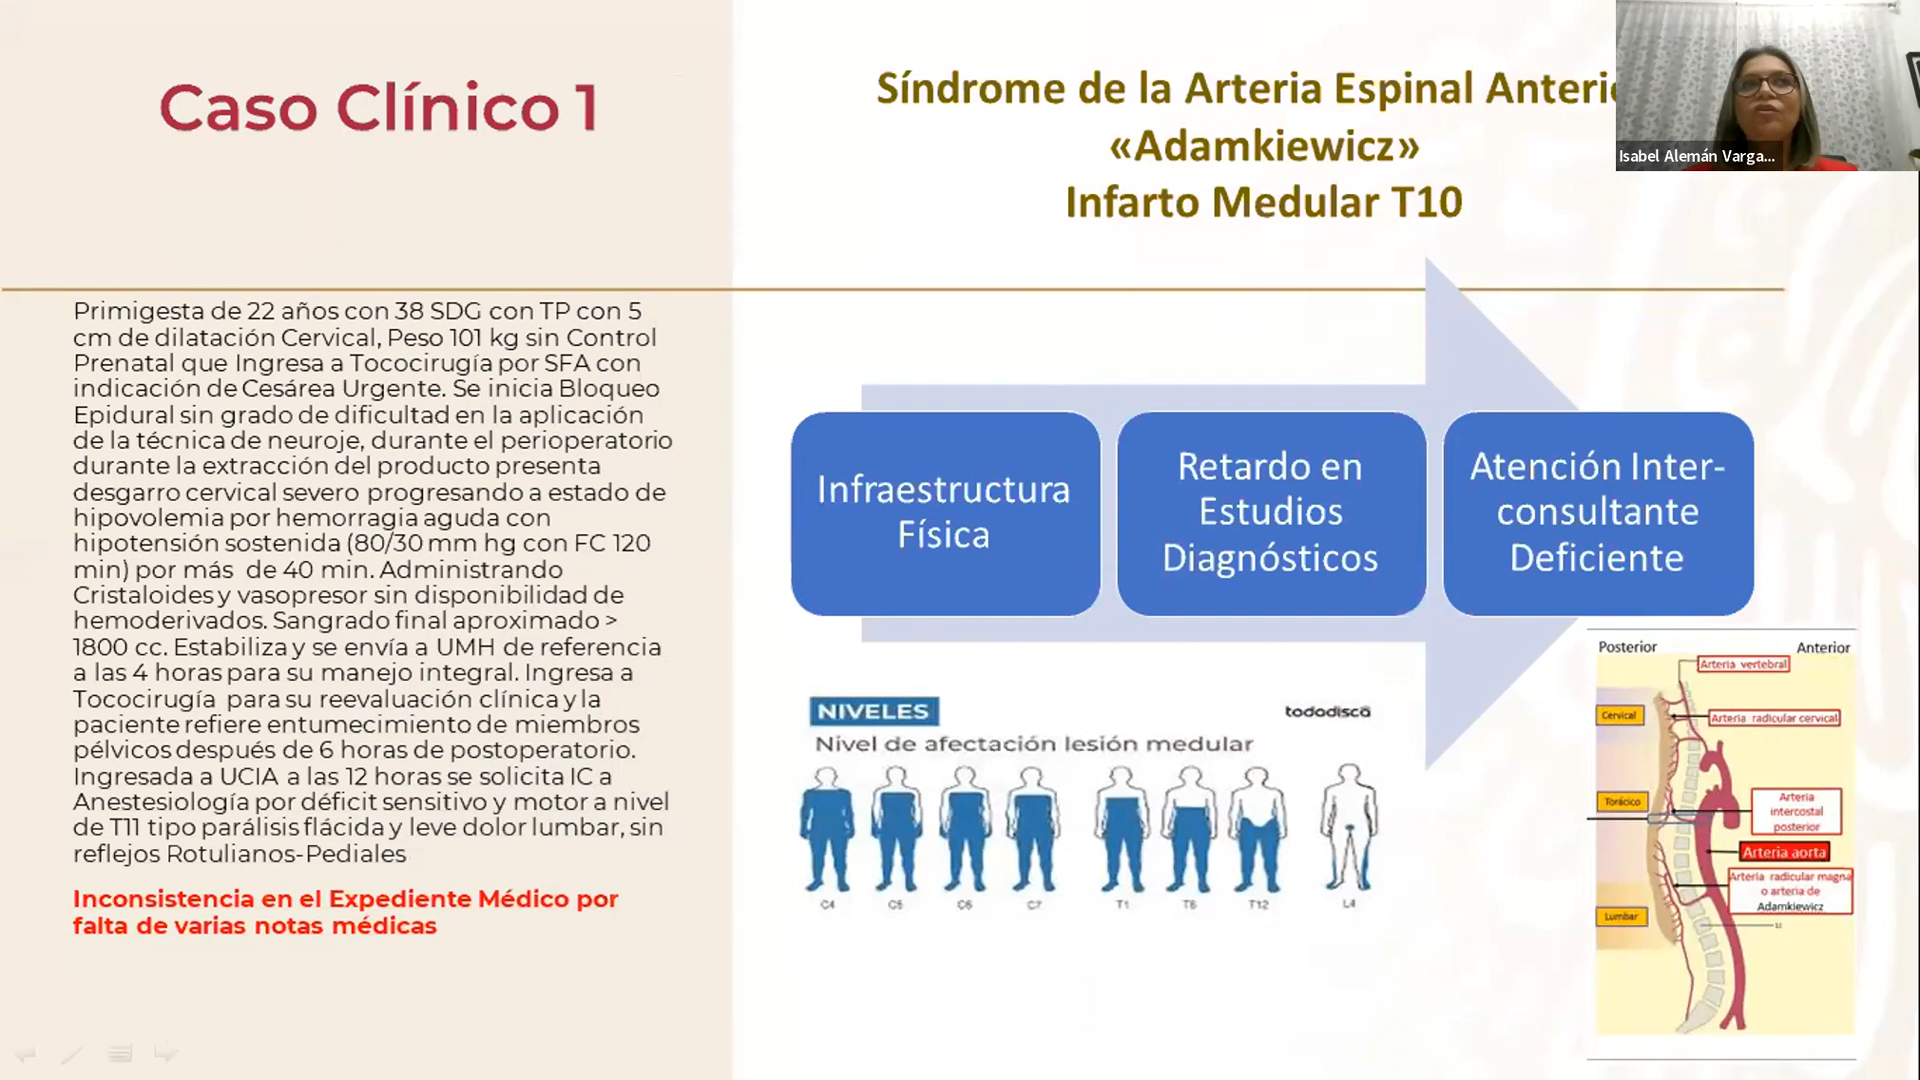 Caso Clínico 1
Primigesta de 22 años con 38 SDG con TP con 5
cm de dilatación Cervical, Peso 101 kg sin Control
Prenatal que Ingresa a Tococirugía por SFA con
indicación de Cesárea Urgente. Se inicia Bloqueo
Epidural sin grado de dificultad en la aplicación
de la técnica de neuroje, durante el perioperatorio
durante la extracción del producto presenta
desgarro cervical severo progresando a estado de
hipovolemia por hemorragia aguda con
hipotensión sostenida (80/30 mm hg con FC 120
min) por más de 40 min. Administrando
Cristaloides y vasopresor sin disponibilidad de
hemoderivados. Sangrado final aproximado >
1800 cc. Estabiliza y se envía a UMH de referencia
a las 4 horas para su manejo integral. Ingresa a
Tococirugía para su reevaluación clínica y la
paciente refiere entumecimiento de miembros
pélvicos después de 6 horas de postoperatorio.
Ingresada a UCIA a las 12 horas se solicita IC a
Anestesiología por déficit sensitivo y motor a nivel
de T11 tipo parálisis flácida y leve dolor lumbar, sin
reflejos Rotulianos-Pediales
Inconsistencia en el Expediente Médico por
falta de varias notas médicas
Síndrome de la Arteria Espinal Anterio
«Adamkiewicz»
Infarto Medular T10
Isabel Alemán Varga...
Infraestructura
Física
Retardo en
Estudios
Diagnósticos
Atención Inter-
consultante
Deficiente
NIVELES
tododisca
Nivel de afectación lesión medular
C4 C5 C6 C7 T1 T6 T12 L4
Posterior Anterior
Arteria vertebral
Cervical
Arteria radicular cervical
Torácico
Arteria
intercostal
posterior
Arteria aorta
Arteria radicular magna
o arteria de
Adamkiewicz
Lumbar